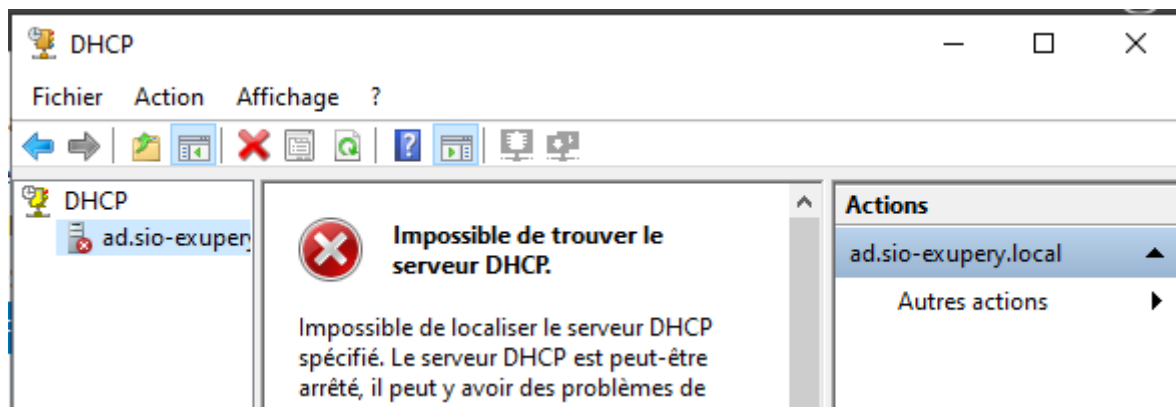 DHCP
Fichier Action Affichage ?
DHCP
ad.sio-exupery
Impossible de trouver le
serveur DHCP.
Impossible de localiser le serveur DHCP
spécifié. Le serveur DHCP est peut-être
arrêté, il peut y avoir des problèmes de
Actions
ad.sio-exupery.local
Autres actions